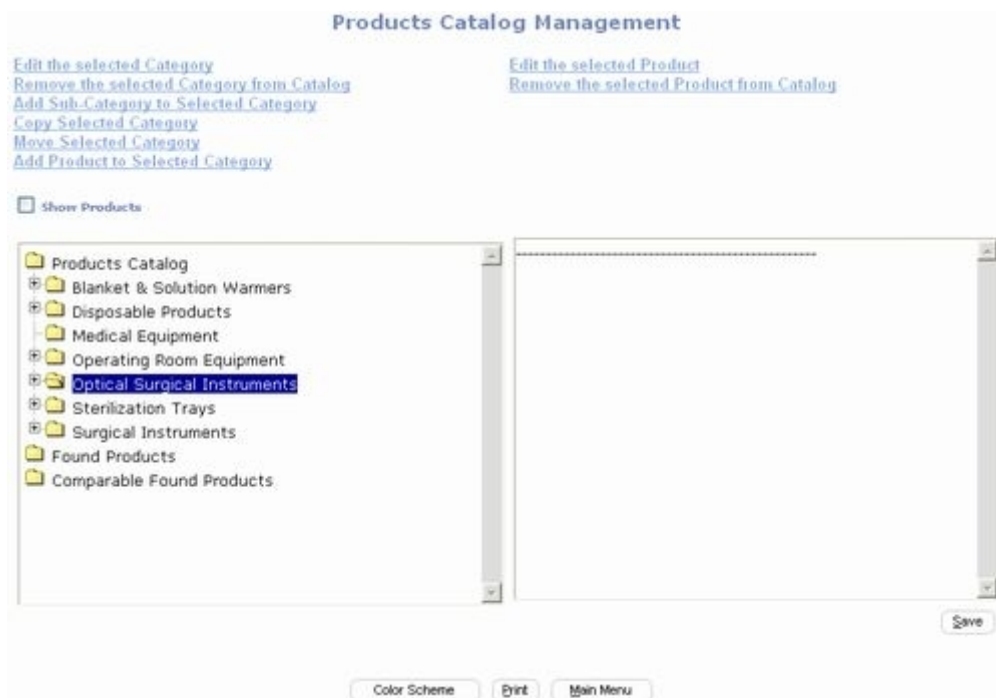 Products Catalog Management
Edit the selected Category
Remove the selected Category from Catalog
Add Sub-Category to Selected Category
Copy Selected Category
Move Selected Category
Add Product to Selected Category
Edit the selected Product
Remove the selected Product from Catalog
Show Products
Products Catalog
Blanket & Solution Warmers
Disposable Products
Medical Equipment
Operating Room Equipment
Optical Surgical Instruments
Sterilization Trays
Surgical Instruments
Found Products
Comparable Found Products
Save
Color Scheme Print Main Menu